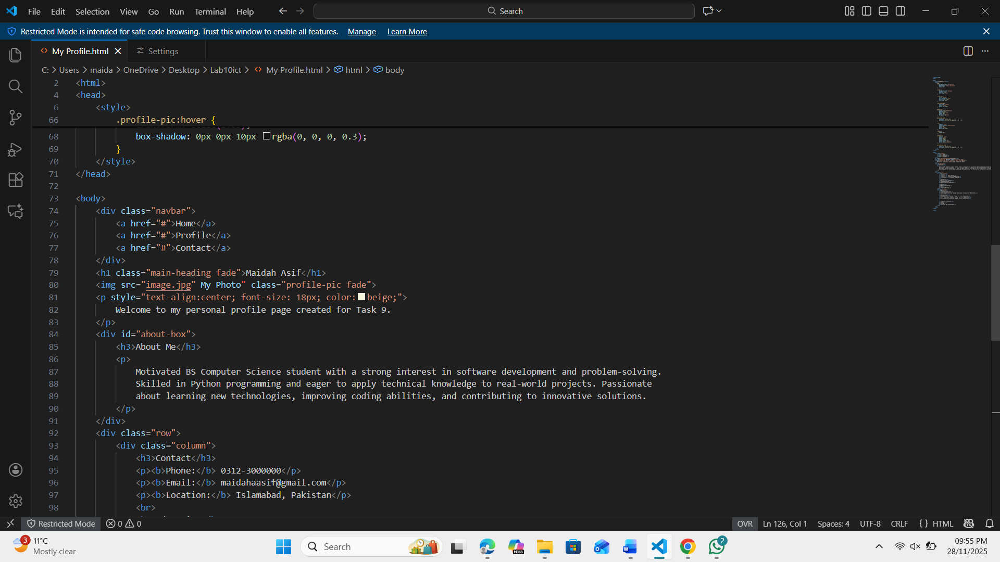 File Edit Selection View Go Run Terminal Help
Search
Restricted Mode is intended for safe code browsing. Trust this window to enable all features. Manage Learn More
My Profile.html
Settings
C: > Users > maida > OneDrive > Desktop > Lab10ict > My Profile.html > html > body
2 <html>
4 <head>
6 <style>
66 .profile-pic:hover {
68 box-shadow: 0px 0px 10px rgba(0, 0, 0, 0.3);
69 }
70 </style>
71 </head>
72
73 <body>
74 <div class="navbar">
75 <a href="#">Home</a>
76 <a href="#">Profile</a>
77 <a href="#">Contact</a>
78 </div>
79 <h1 class="main-heading fade">Maidah Asif</h1>
80 <img src="image.jpg" My Photo" class="profile-pic fade">
81 <p style="text-align:center; font-size: 18px; color: beige;">
82 Welcome to my personal profile page created for Task 9.
83 </p>
84 <div id="about-box">
85 <h3>About Me</h3>
86 <p>
87 Motivated BS Computer Science student with a strong interest in software development and problem-solving.
88 Skilled in Python programming and eager to apply technical knowledge to real-world projects. Passionate
89 about learning new technologies, improving coding abilities, and contributing to innovative solutions.
90 </p>
91 </div>
92 <div class="row">
93 <div class="column">
94 <h3>Contact</h3>
95 <p><b>Phone:</b> 0312-3000000</p>
96 <p><b>Email:</b> maidahaasif@gmail.com</p>
97 <p><b>Location:</b> Islamabad, Pakistan</p>
98 <br>
Restricted Mode 0 0 OVR Ln 126, Col 1 Spaces: 4 UTF-8 CRLF {} HTML
3 11°C
Mostly clear
Search
M365
2
09:55 PM
28/11/2025